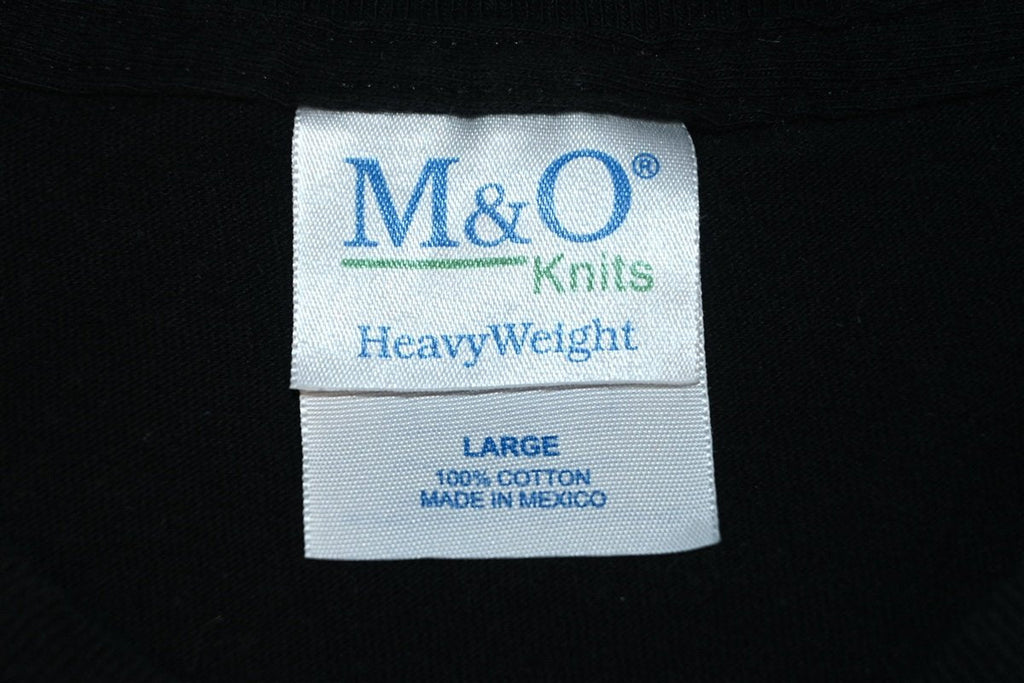 M&O®
Knits
HeavyWeight
LARGE
100% COTTON
MADE IN MEXICO